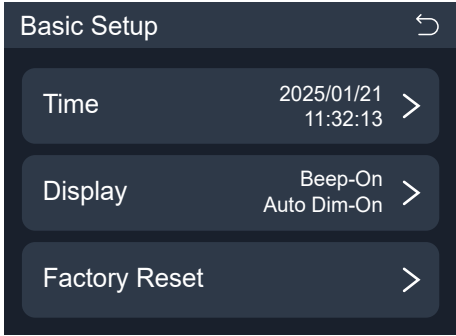 Basic Setup
Time
2025/01/21
11:32:13
Display
Beep-On
Auto Dim-On
Factory Reset